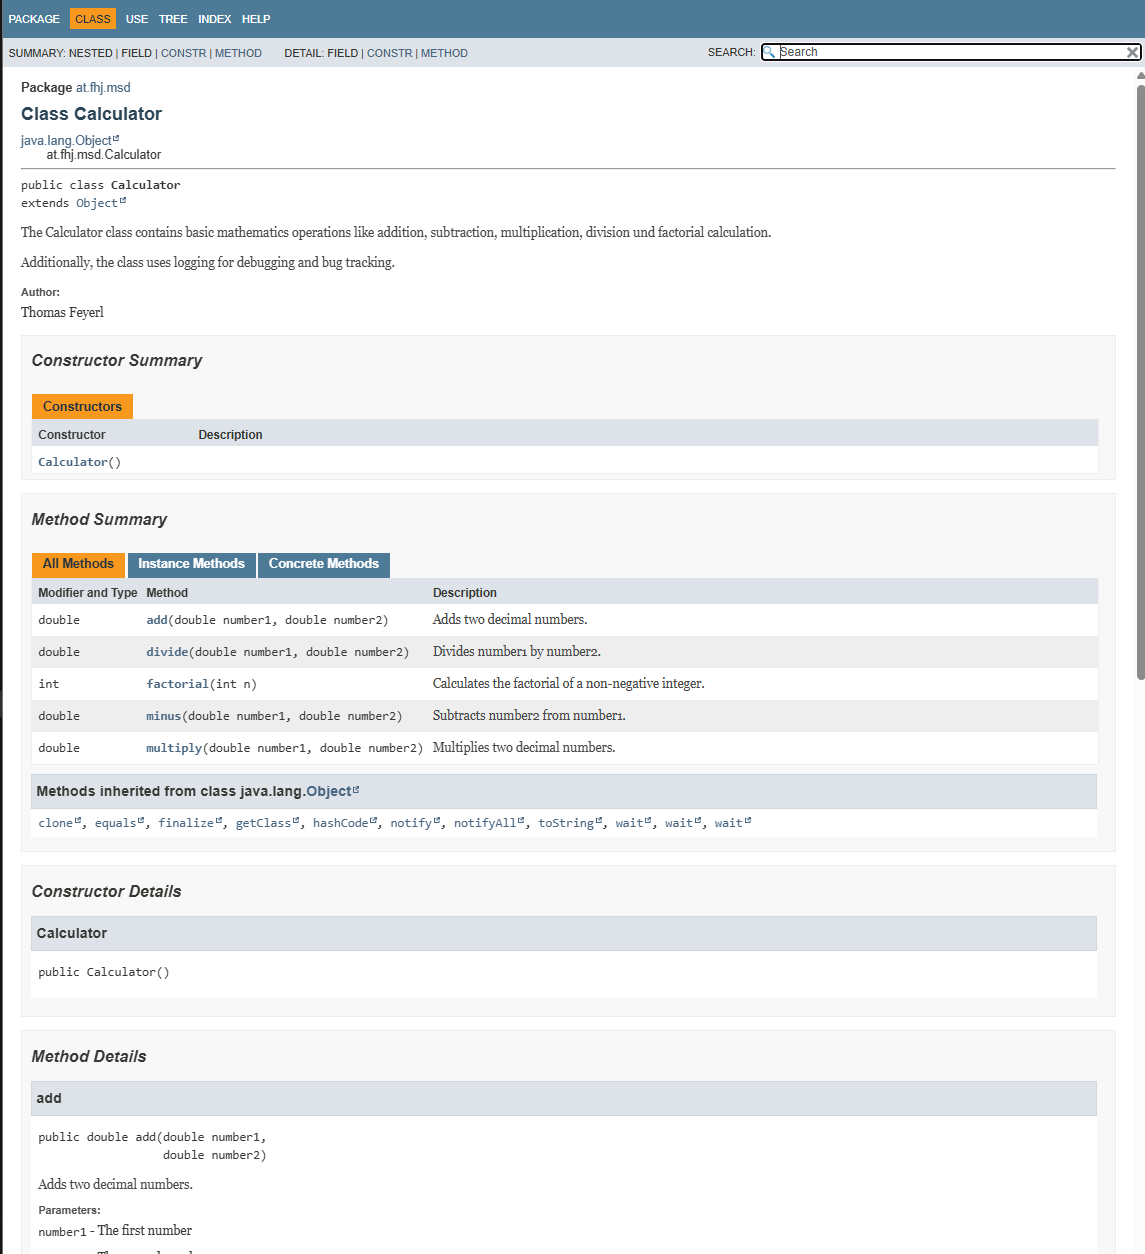 PACKAGE CLASS USE TREE INDEX HELP
SUMMARY: NESTED | FIELD | CONSTR | METHOD DETAIL: FIELD | CONSTR | METHOD SEARCH: Search
Package at.fhj.msd
Class Calculator
java.lang.Object
at.fhj.msd.Calculator
public class Calculator
extends Object
The Calculator class contains basic mathematics operations like addition, subtraction, multiplication, division und factorial calculation.
Additionally, the class uses logging for debugging and bug tracking.
Author:
Thomas Feyerl
Constructor Summary
Constructors
Constructor Description
Calculator()
Method Summary
All Methods Instance Methods Concrete Methods
Modifier and Type Method Description
double add(double number1, double number2) Adds two decimal numbers.
double divide(double number1, double number2) Divides number1 by number2.
int factorial(int n) Calculates the factorial of a non-negative integer.
double minus(double number1, double number2) Subtracts number2 from number1.
double multiply(double number1, double number2) Multiplies two decimal numbers.
Methods inherited from class java.lang.Object
clone, equals, finalize, getClass, hashCode, notify, notifyAll, toString, wait, wait, wait
Constructor Details
Calculator
public Calculator()
Method Details
add
public double add(double number1,
double number2)
Adds two decimal numbers.
Parameters:
number1 - The first number